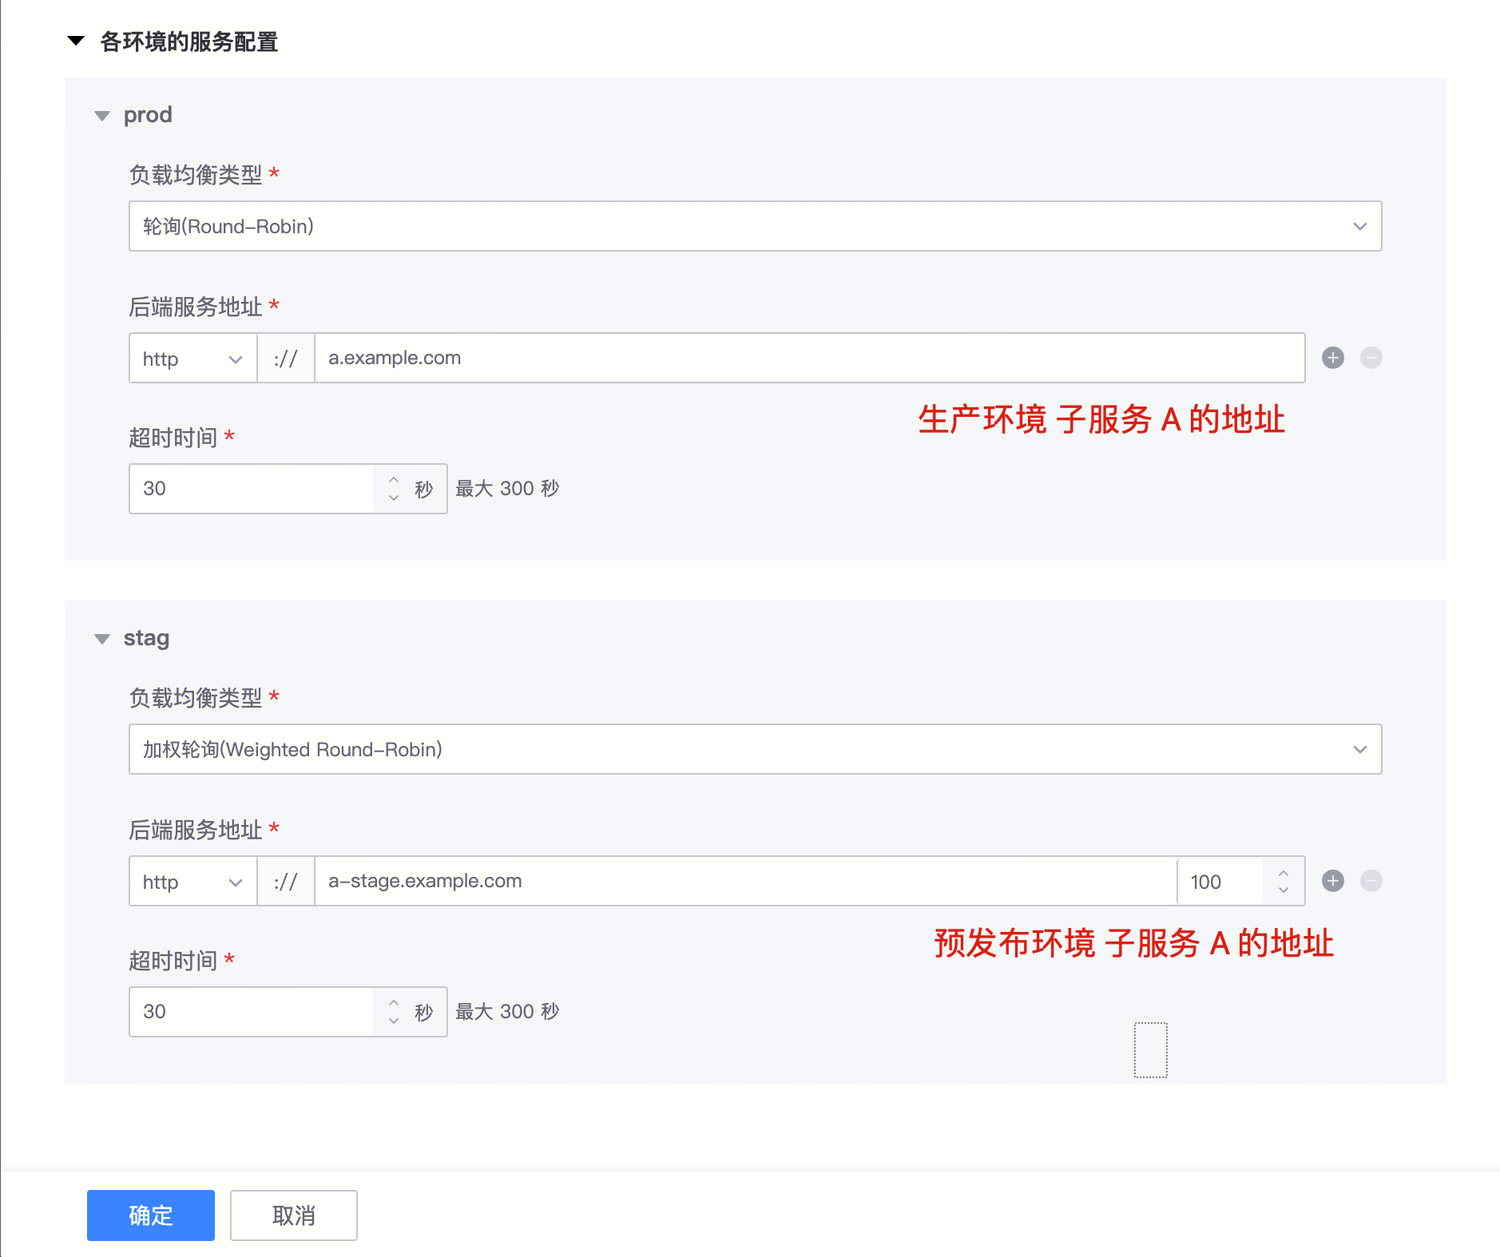 各环境的服务配置
prod
负载均衡类型 *
轮询(Round-Robin)
后端服务地址 *
http :// a.example.com
生产环境 子服务 A 的地址
超时时间 *
30 秒 最大 300 秒
stag
负载均衡类型 *
加权轮询(Weighted Round-Robin)
后端服务地址 *
http :// a-stage.example.com 100
预发布环境 子服务 A 的地址
超时时间 *
30 秒 最大 300 秒
确定 取消